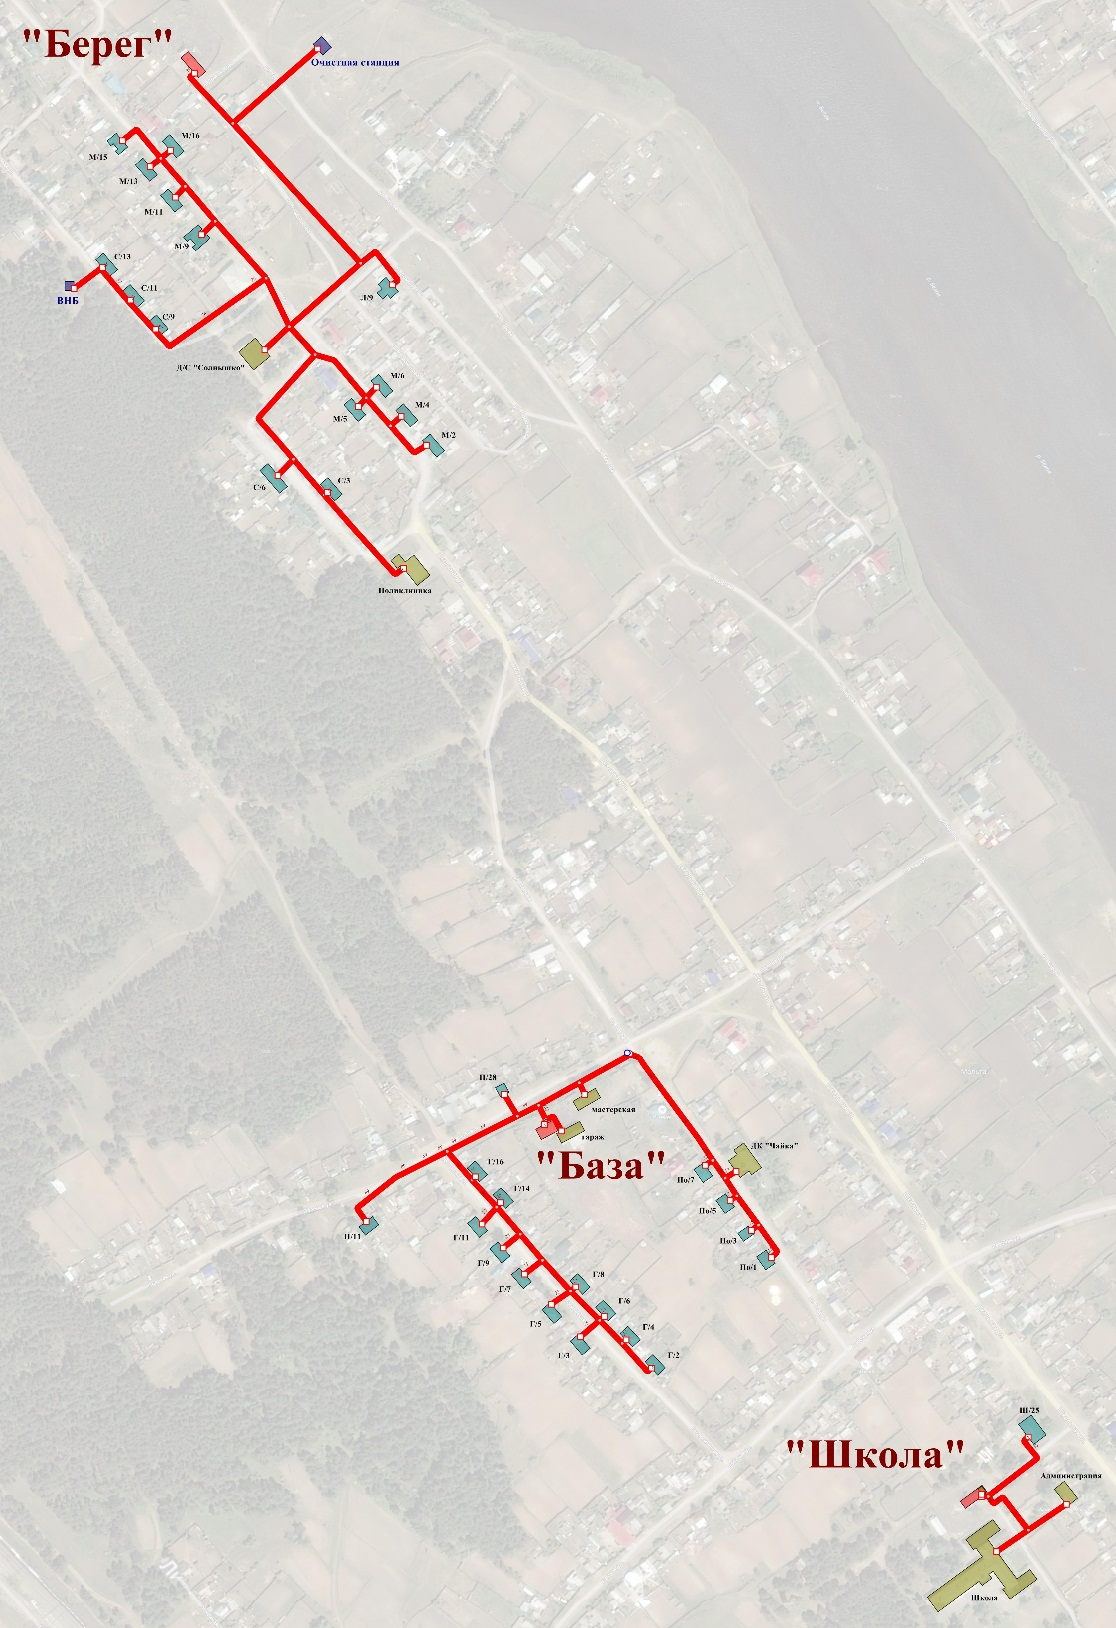 "Берег"
Очистная станция
М/16
М/15
М/13
М/11
М/9
С/13
ВНБ
С/11
Л/9
С/9
Д/С "Солнышко"
М/6
М/4
М/5
М/2
С/3
С/6
Поликлиника
П/28
мастерская
гараж
ДК "Чайка"
"База"
Г/16
По/7
Г/14
По/5
П/11
Г/11
По/3
Г/9
По/1
Г/8
Г/7
Г/6
Г/5
Г/4
Г/3
Г/2
Ш/25
"Школа"
Администрация
Школа